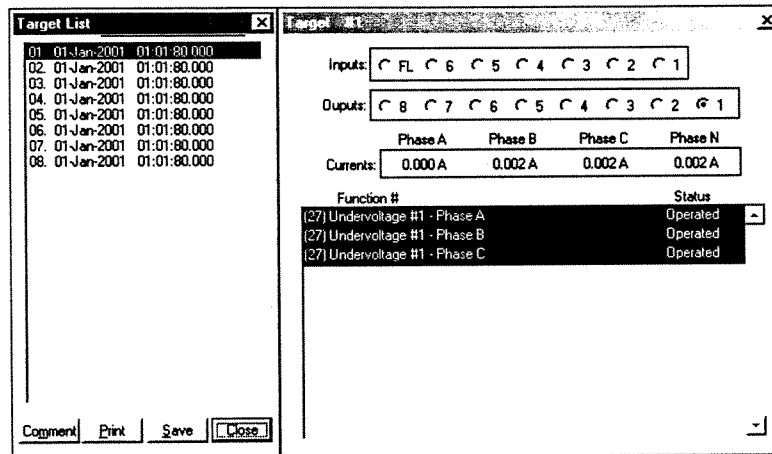 Target List
01. 01-Jan-2001 01:01:80.000
02. 01-Jan-2001 01:01:80.000
03. 01-Jan-2001 01:01:80.000
04. 01-Jan-2001 01:01:80.000
05. 01-Jan-2001 01:01:80.000
06. 01-Jan-2001 01:01:80.000
07. 01-Jan-2001 01:01:80.000
08. 01-Jan-2001 01:01:80.000
Comment Print Save Close
Target #1
Inputs: FL 6 5 4 3 2 1
Ouputs: 8 7 6 5 4 3 2 1
Phase A Phase B Phase C Phase N
Currents: 0.000 A 0.002 A 0.002 A 0.002 A
Function # Status
(27) Undervoltage #1 - Phase A Operated
(27) Undervoltage #1 - Phase B Operated
(27) Undervoltage #1 - Phase C Operated